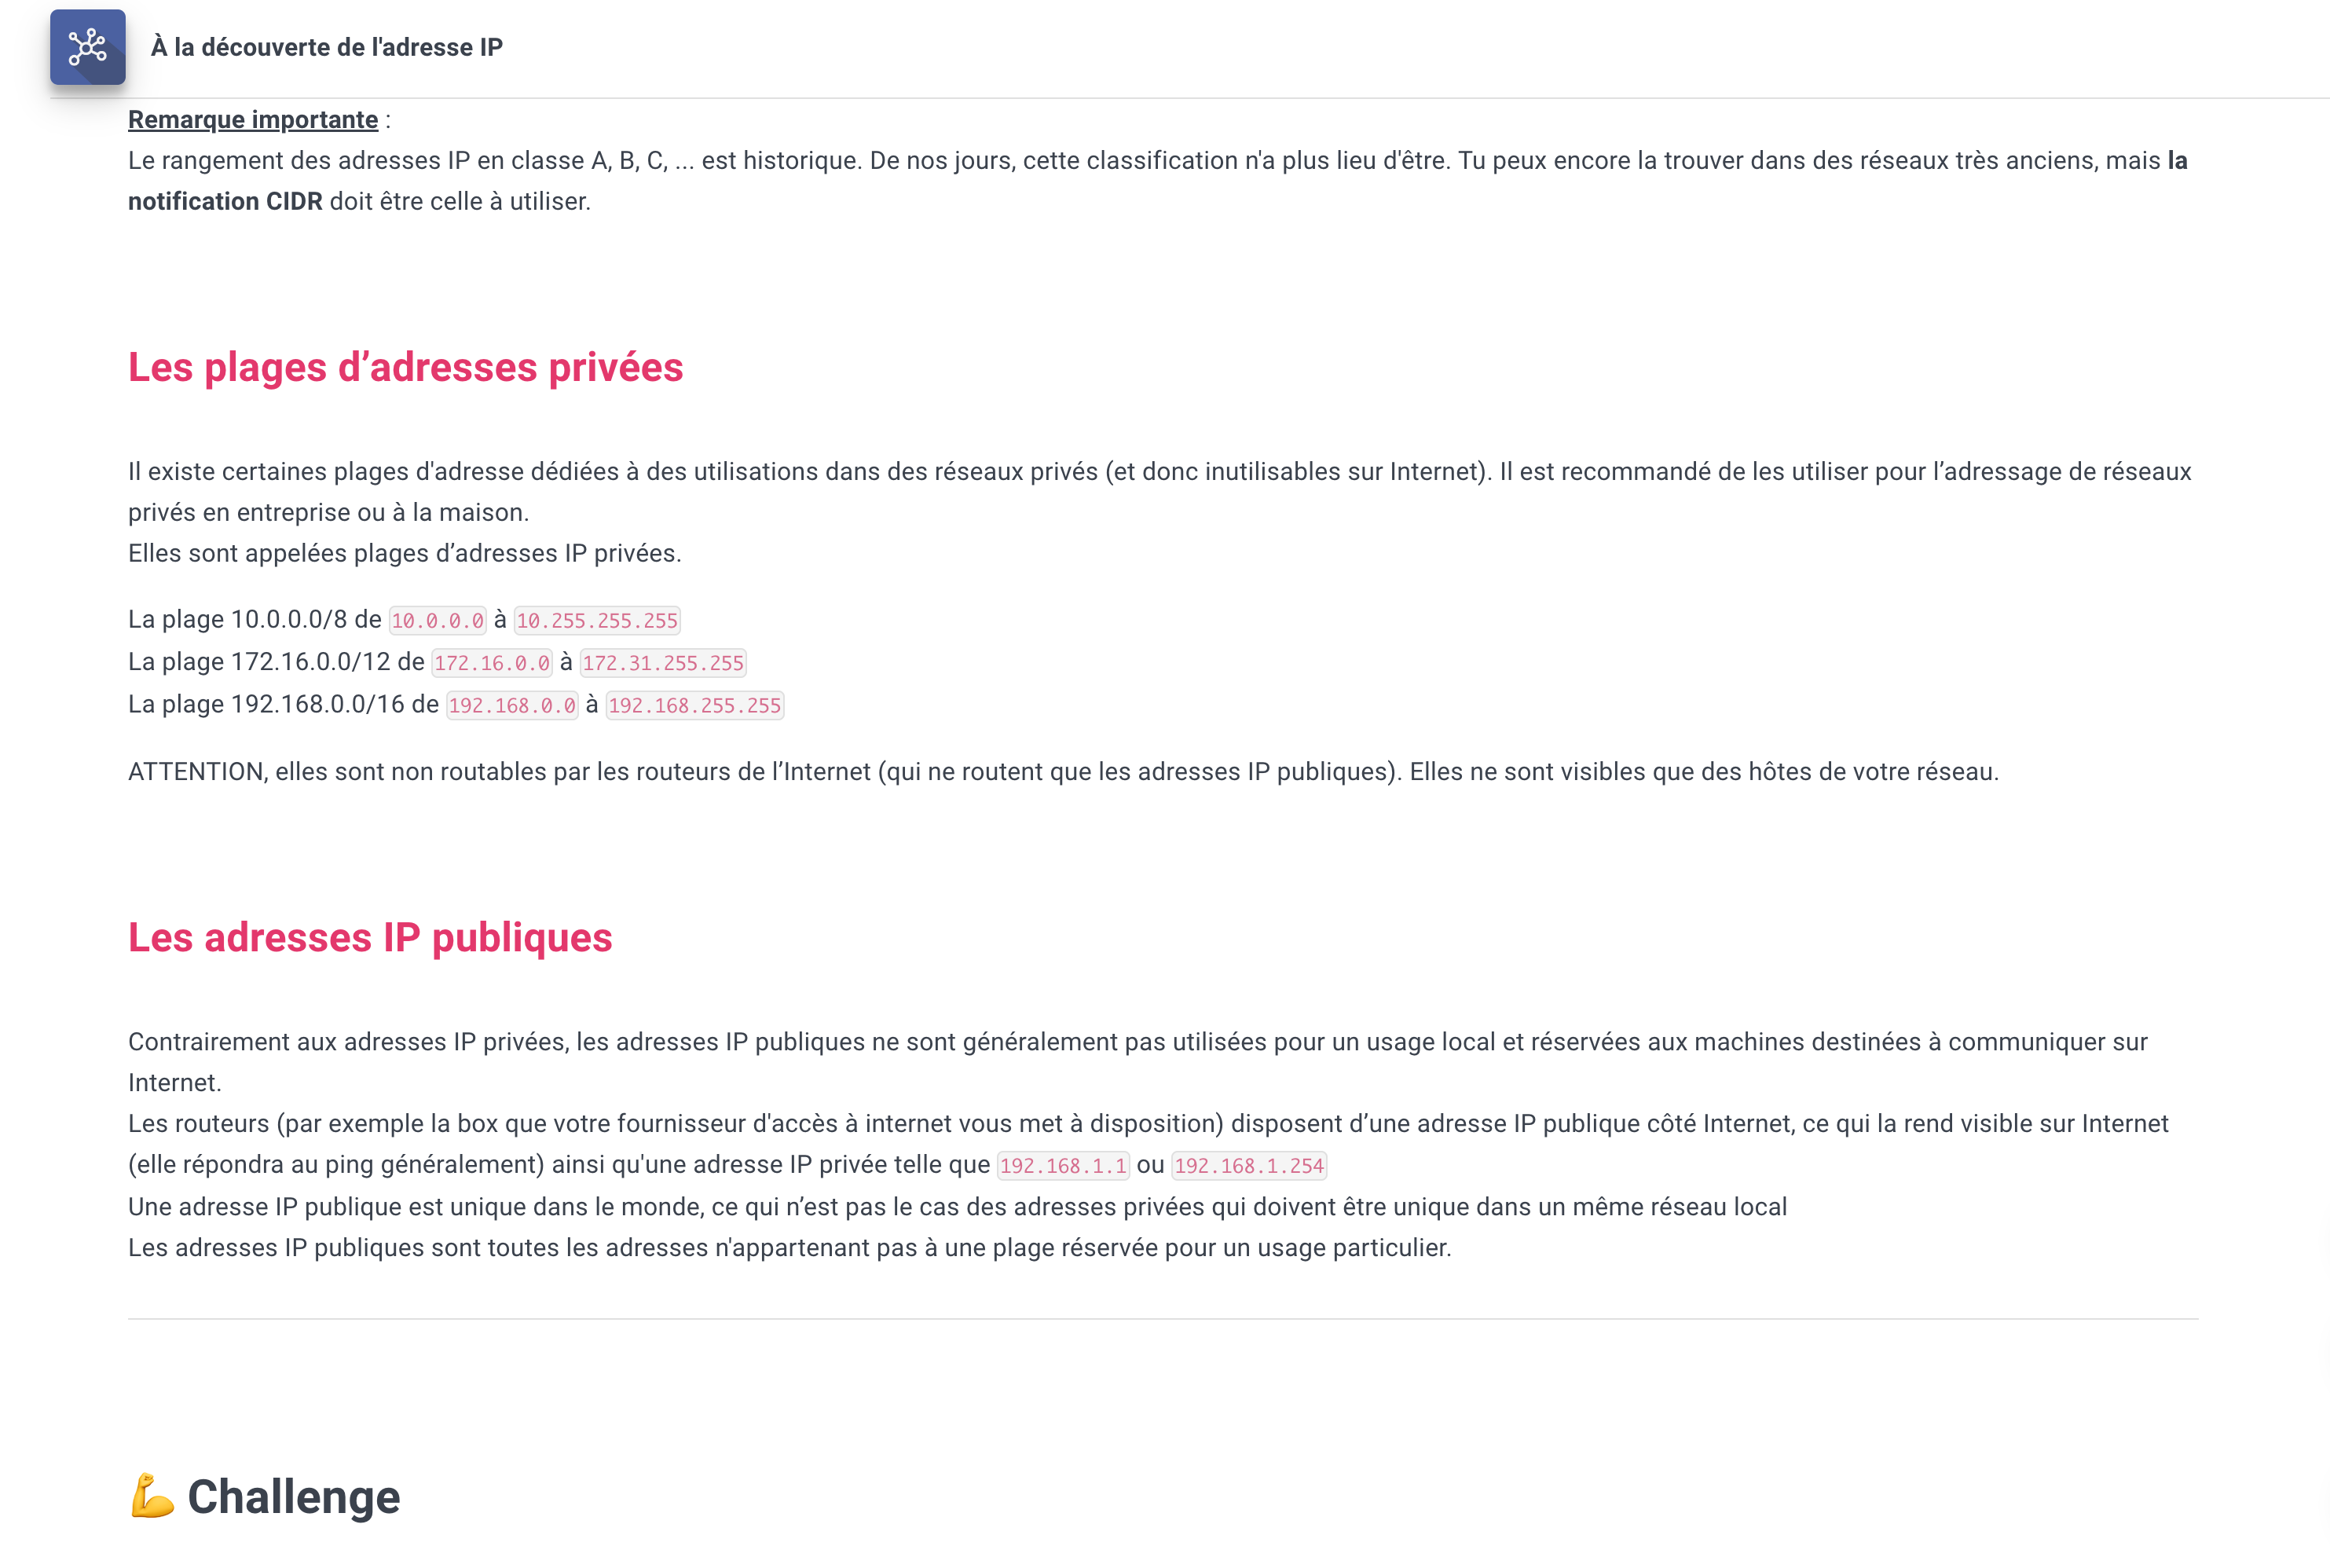 À la découverte de l'adresse IP
Remarque importante :
Le rangement des adresses IP en classe A, B, C, ... est historique. De nos jours, cette classification n'a plus lieu d'être. Tu peux encore la trouver dans des réseaux très anciens, mais la
notification CIDR doit être celle à utiliser.
Les plages d’adresses privées
Il existe certaines plages d'adresse dédiées à des utilisations dans des réseaux privés (et donc inutilisables sur Internet). Il est recommandé de les utiliser pour l’adressage de réseaux
privés en entreprise ou à la maison.
Elles sont appelées plages d’adresses IP privées.
La plage 10.0.0.0/8 de 10.0.0.0 à 10.255.255.255
La plage 172.16.0.0/12 de 172.16.0.0 à 172.31.255.255
La plage 192.168.0.0/16 de 192.168.0.0 à 192.168.255.255
ATTENTION, elles sont non routables par les routeurs de l’Internet (qui ne routent que les adresses IP publiques). Elles ne sont visibles que des hôtes de votre réseau.
Les adresses IP publiques
Contrairement aux adresses IP privées, les adresses IP publiques ne sont généralement pas utilisées pour un usage local et réservées aux machines destinées à communiquer sur
Internet.
Les routeurs (par exemple la box que votre fournisseur d'accès à internet vous met à disposition) disposent d’une adresse IP publique côté Internet, ce qui la rend visible sur Internet
(elle répondra au ping généralement) ainsi qu'une adresse IP privée telle que 192.168.1.1 ou 192.168.1.254
Une adresse IP publique est unique dans le monde, ce qui n’est pas le cas des adresses privées qui doivent être unique dans un même réseau local
Les adresses IP publiques sont toutes les adresses n'appartenant pas à une plage réservée pour un usage particulier.
💪 Challenge